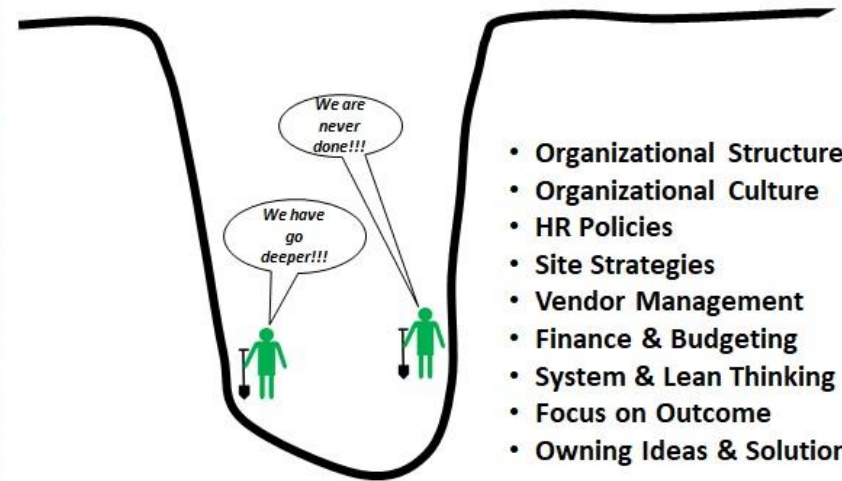 We are
never
done!!!
We have
go
deeper!!!
• Organizational Structure
• Organizational Culture
• HR Policies
• Site Strategies
• Vendor Management
• Finance & Budgeting
• System & Lean Thinking
• Focus on Outcome
• Owning Ideas & Solution